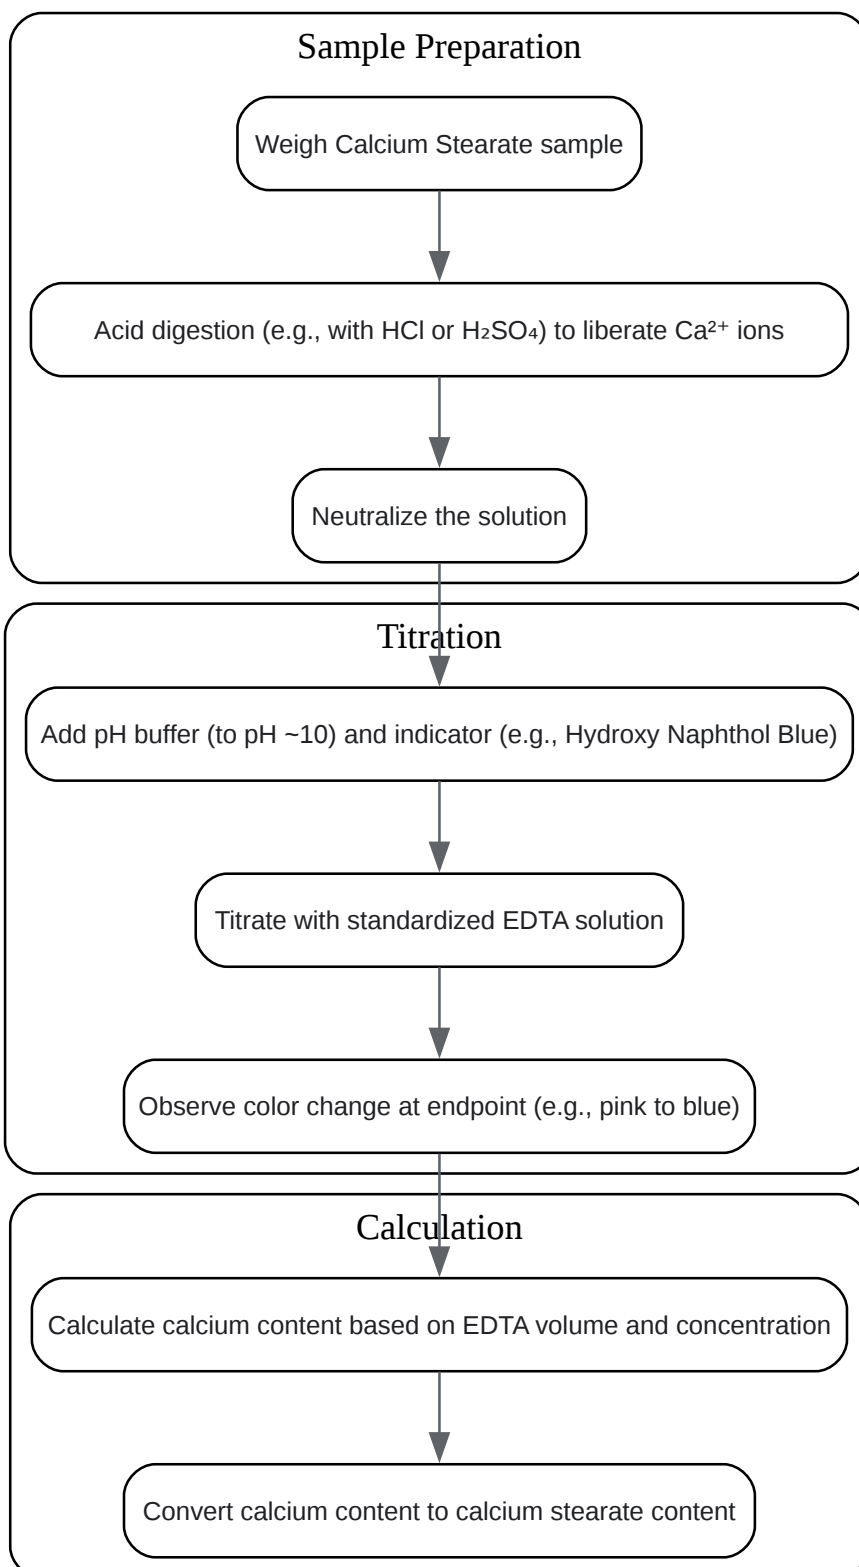 Sample Preparation
Weigh Calcium Stearate sample
Acid digestion (e.g., with HCl or H₂SO₄) to liberate Ca²⁺ ions
Neutralize the solution
Titration
Add pH buffer (to pH ~10) and indicator (e.g., Hydroxy Naphthol Blue)
Titrate with standardized EDTA solution
Observe color change at endpoint (e.g., pink to blue)
Calculation
Calculate calcium content based on EDTA volume and concentration
Convert calcium content to calcium stearate content